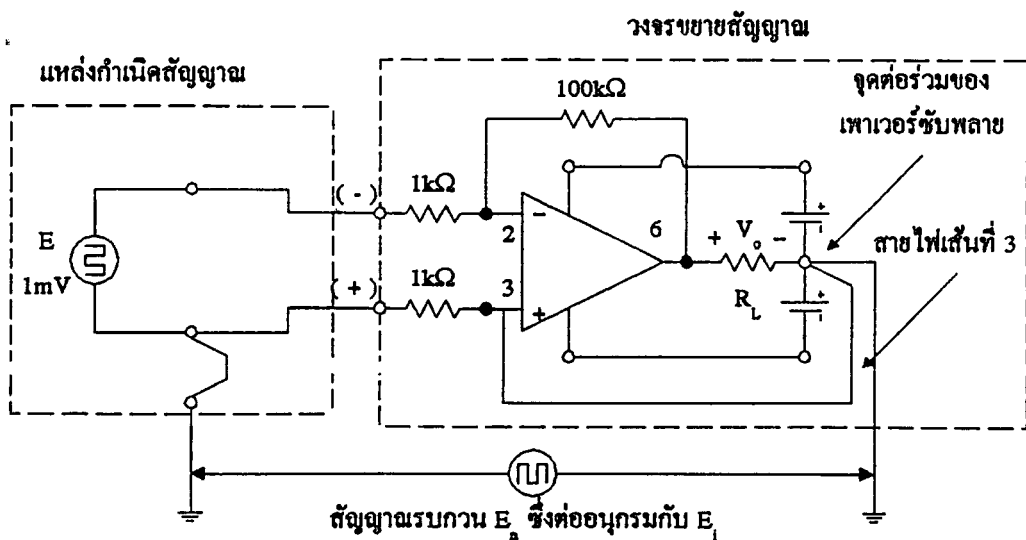 วงจรขยายสัญญาณ
แหล่งกำเนิดสัญญาณ
จุดต่อร่วมของ
เพาเวอร์ซัพพลาย
100kΩ
1kΩ
(-)
2
6
+ V₀ -
สายไฟเส้นที่ 3
E
1mV
1kΩ
(+)
3
R_L
สัญญาณรบกวน Eₙ ซึ่งต่ออนุกรมกับ Eᵢ